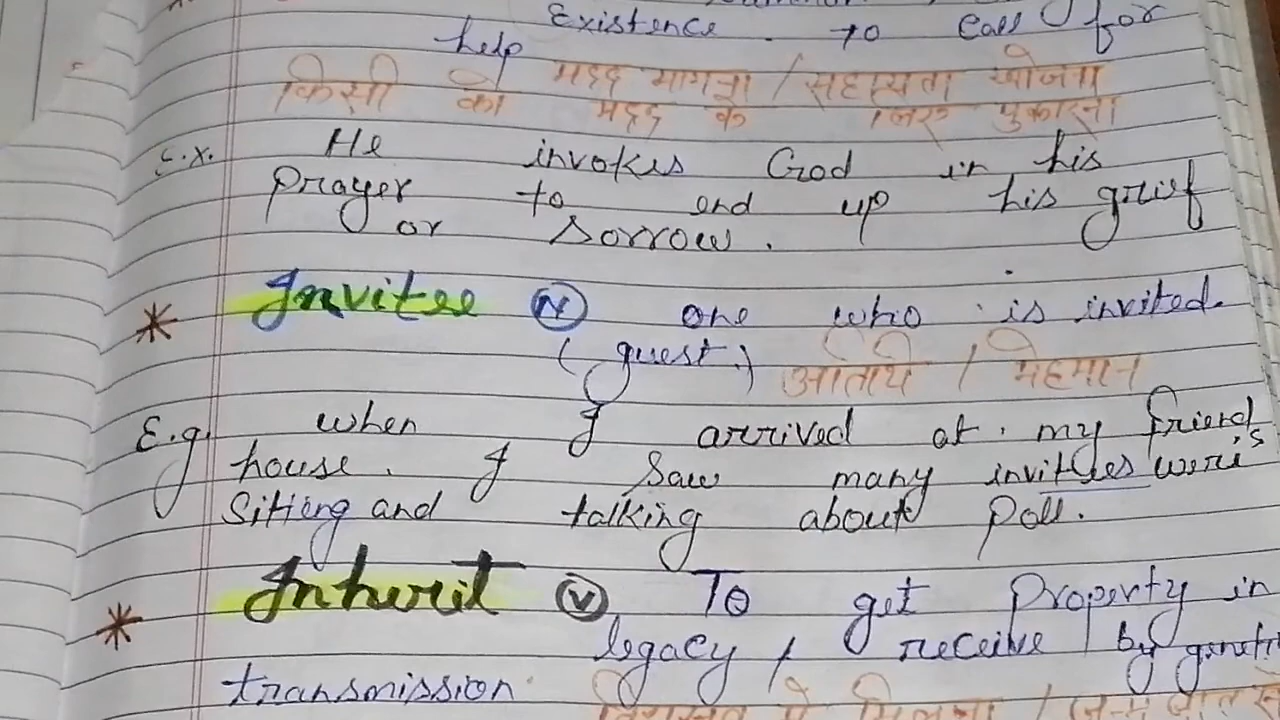 Existence. to Call for
help
मदद मांगना / सहायता खोजना
किसी को मदद के लिए पुकारना
E.x. He invokes God in his
Prayer to end up his grief
or Sorrow.
* Invitee (N) one who is invited.
(guest.) अतिथि / मेहमान
E.g. when I arrived at my friend's
house. I Saw many invitees were
Sitting and talking about Poll.
* Inherit (V) To get Property in
legacy / receive by
transmission